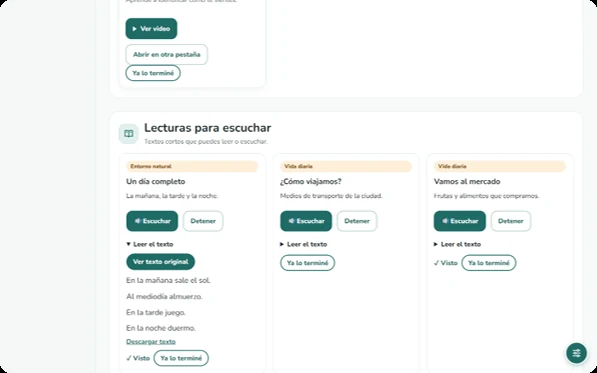 Aprende a identificar cómo te sientes.
Ver video
Abrir en otra pestaña
Ya lo terminé
Lecturas para escuchar
Textos cortos que puedes leer o escuchar.
Entorno natural
Un día completo
La mañana, la tarde y la noche.
Escuchar
Detener
Leer el texto
Ver texto original
En la mañana sale el sol.
Al mediodía almuerzo.
En la tarde juego.
En la noche duermo.
Descargar texto
✓ Visto
Ya lo terminé
Vida diaria
¿Cómo viajamos?
Medios de transporte de la ciudad.
Escuchar
Detener
Leer el texto
Ya lo terminé
Vida diaria
Vamos al mercado
Frutas y alimentos que compramos.
Escuchar
Detener
Leer el texto
✓ Visto
Ya lo terminé